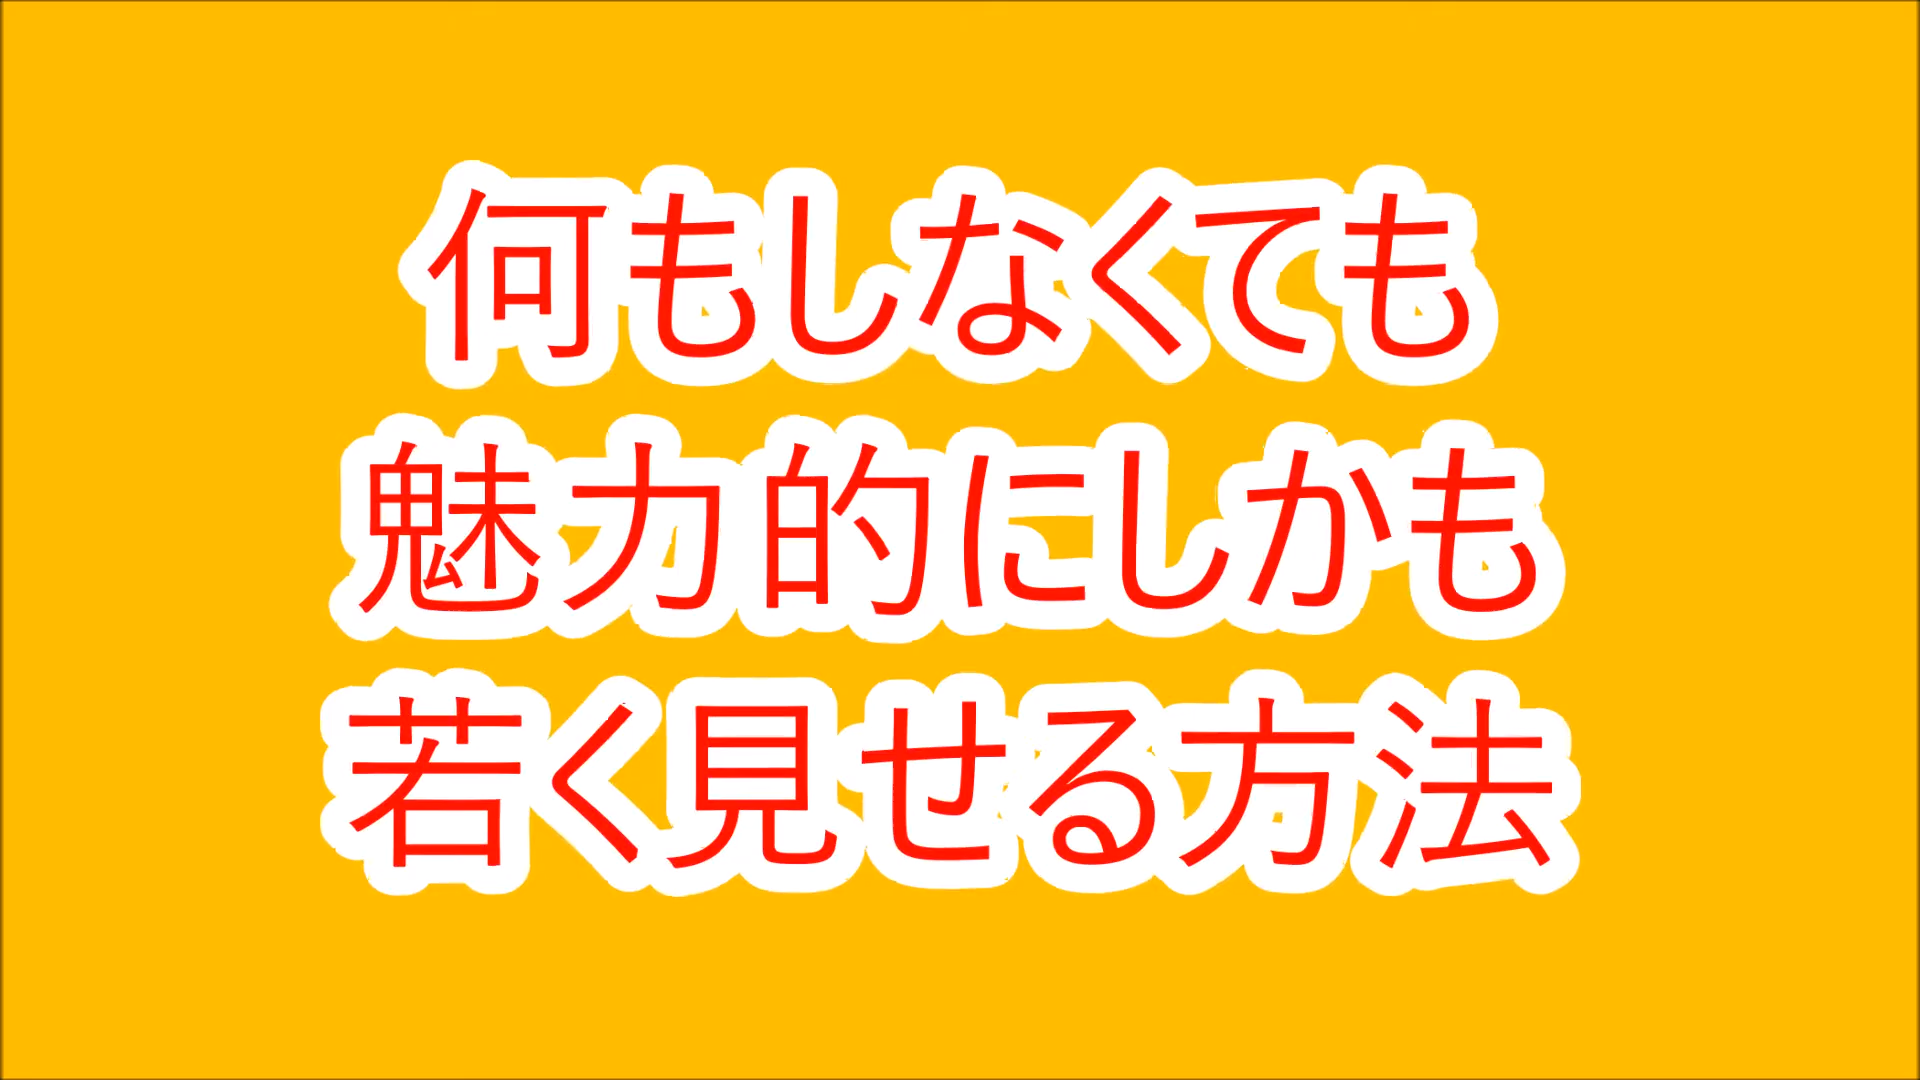 何もしなくても
魅力的にしかも
若く見せる方法